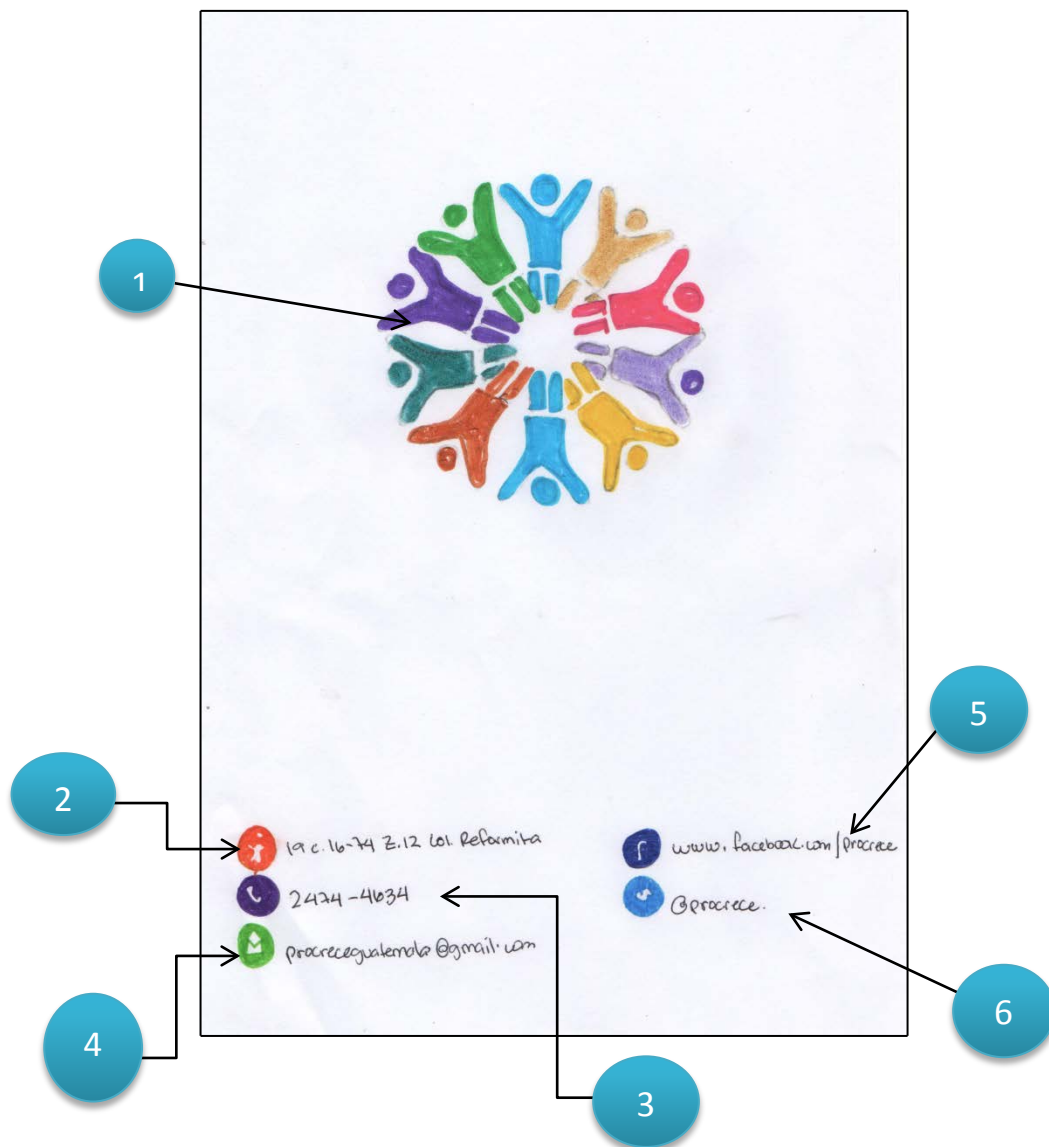 1
5
2
19 c. 16-74 Z.12 Col. Reformita
www.facebook.com/procrece
2474-4634
@procrece.
procreceguatemala@gmail.com
4
6
3